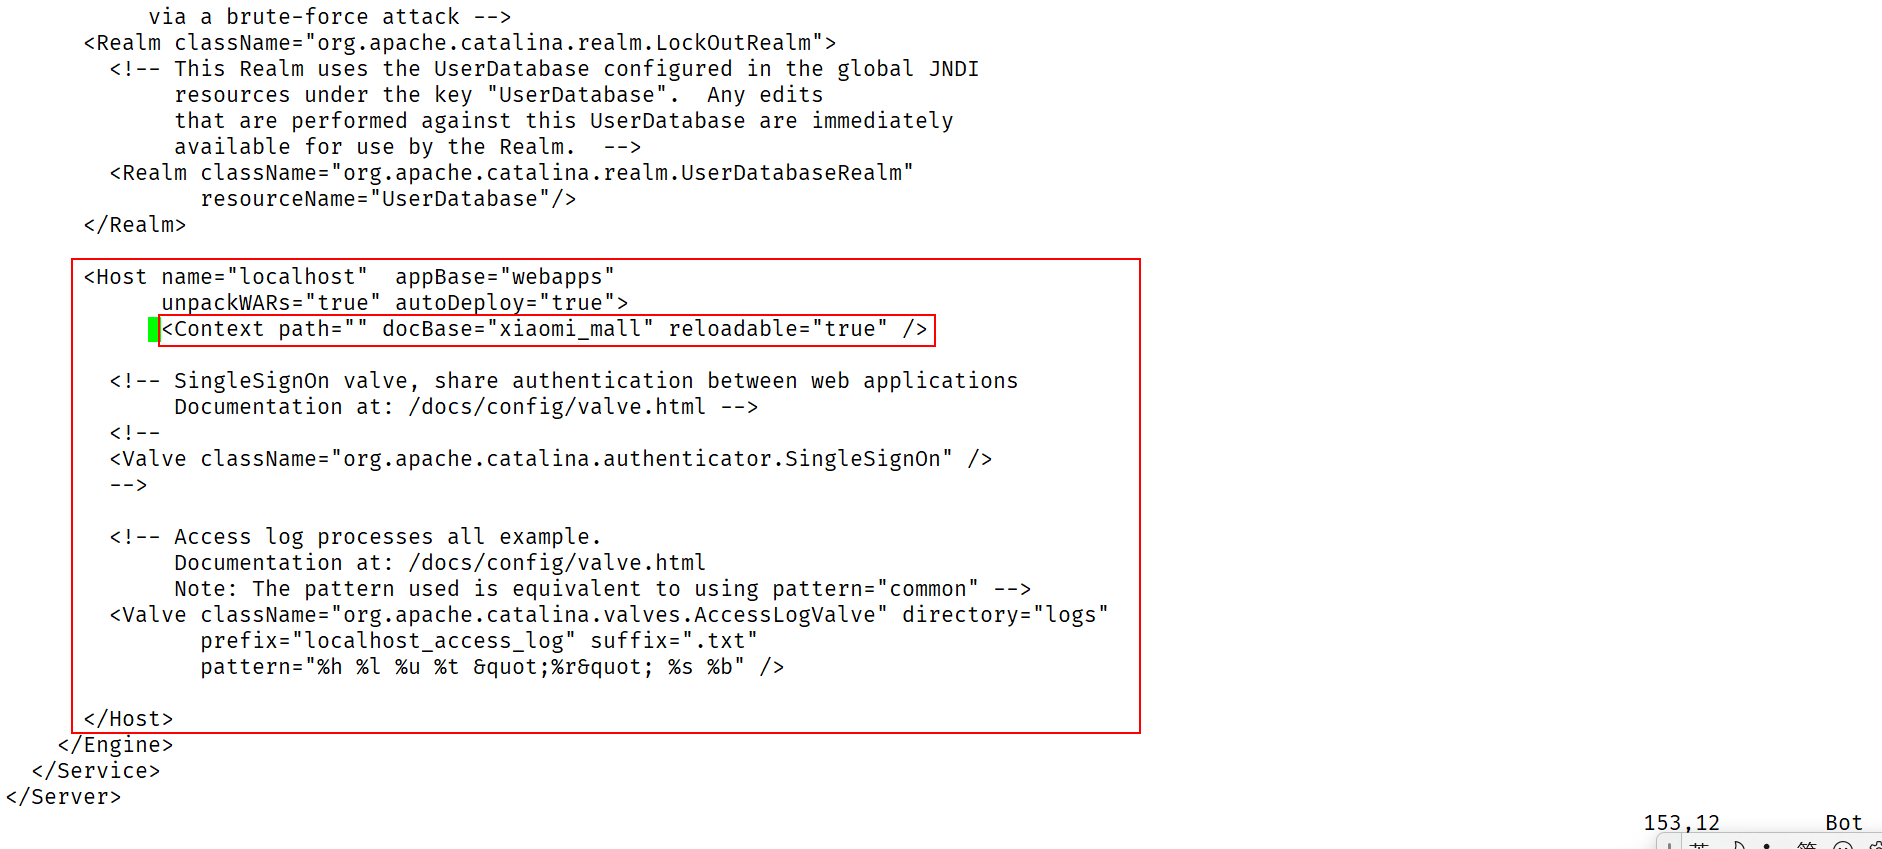 via a brute-force attack -->
<Realm className="org.apache.catalina.realm.LockOutRealm">
<!-- This Realm uses the UserDatabase configured in the global JNDI
resources under the key "UserDatabase".  Any edits
that are performed against this UserDatabase are immediately
available for use by the Realm.  -->
<Realm className="org.apache.catalina.realm.UserDatabaseRealm"
resourceName="UserDatabase"/>
</Realm>
<Host name="localhost"  appBase="webapps"
unpackWARs="true" autoDeploy="true">
<Context path="" docBase="xiaomi_mall" reloadable="true" />
<!-- SingleSignOn valve, share authentication between web applications
Documentation at: /docs/config/valve.html -->
<!--
<Valve className="org.apache.catalina.authenticator.SingleSignOn" />
-->
<!-- Access log processes all example.
Documentation at: /docs/config/valve.html
Note: The pattern used is equivalent to using pattern="common" -->
<Valve className="org.apache.catalina.valves.AccessLogValve" directory="logs"
prefix="localhost_access_log" suffix=".txt"
pattern="%h %l %u %t &quot;%r&quot; %s %b" />
</Host>
</Engine>
</Service>
</Server>
153,12 Bot